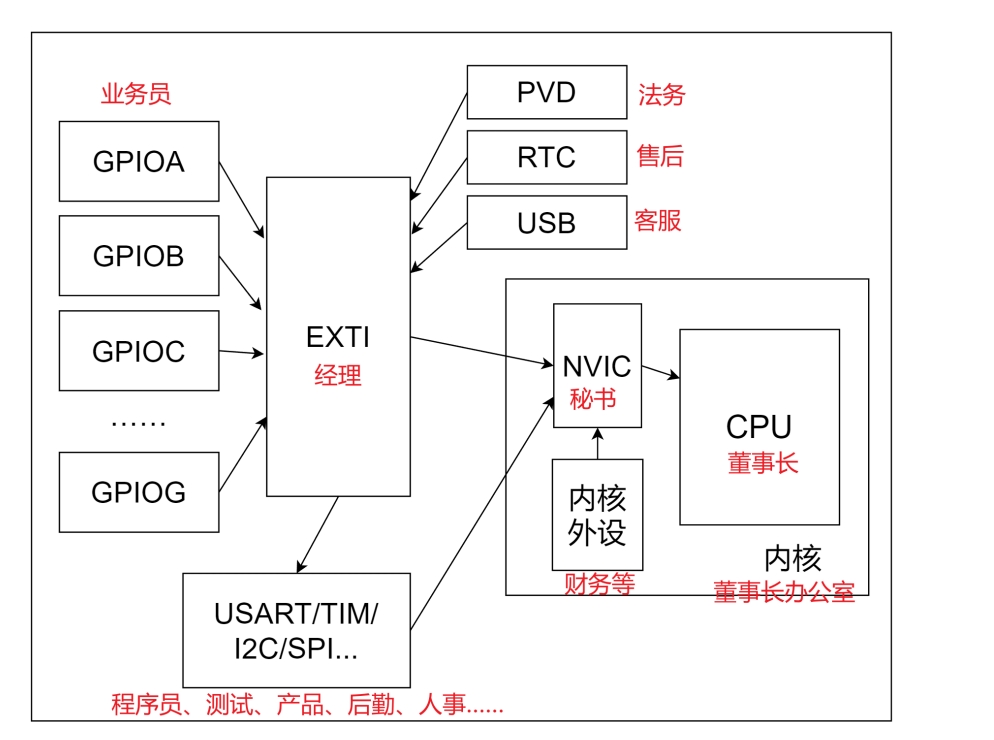 业务员
GPIOA
GPIOB
GPIOC
......
GPIOG
EXTI
经理
PVD
法务
RTC
售后
USB
客服
NVIC
秘书
CPU
董事长
内核
外设
财务等
内核
董事长办公室
USART/TIM/
I2C/SPI...
程序员、测试、产品、后勤、人事......